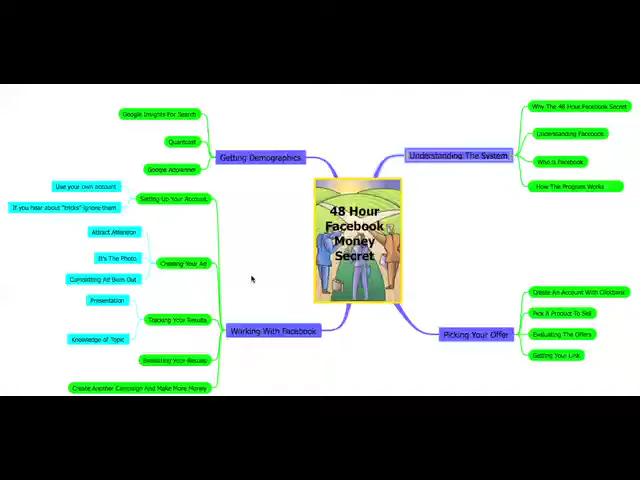 48 Hour
Facebook
Money
Secret
Understanding The System
Why The 48 Hour Facebook Secret
Understanding Facebook
Who Is Facebook
How The Program Works
Picking Your Offer
Create An Account With Clickbank
Pick A Product To Sell
Evaluating The Offers
Getting Your Link
Getting Demographics
Google Insights For Search
Quantcast
Google Adplanner
Working With Facebook
Setting Up Your Account
Use your own account
If you hear about "tricks" ignore them
Creating Your Ad
Attract Attention
It's The Photo
Combatting Ad Burn Out
Tracking Your Results
Presentation
Knowledge of Topic
Evaluating Your Results
Create Another Campaign And Make More Money